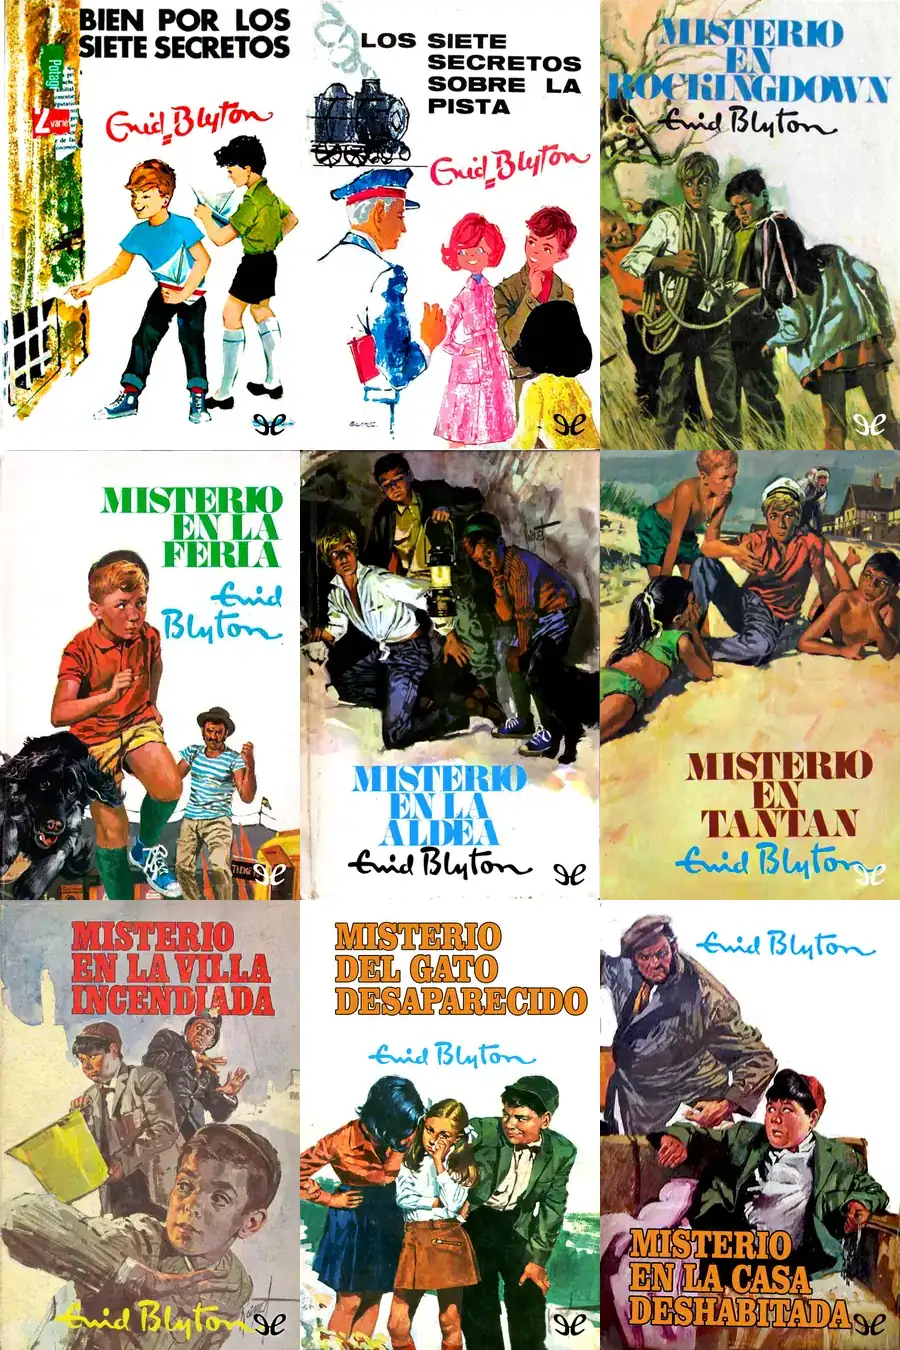 BIEN POR LOS
SIETE SECRETOS
Enid Blyton
Potag
2
varie
LOS SIETE
SECRETOS
SOBRE LA
PISTA
Enid Blyton
MISTERIO
EN
ROCKINGDOWN
Enid Blyton
MISTERIO
EN LA
FERIA
Enid
Blyton
MISTERIO
EN LA
ALDEA
Enid Blyton
MISTERIO
EN
TANTAN
Enid Blyton
MISTERIO
EN LA VILLA
INCENDIADA
Enid Blyton
MISTERIO
DEL GATO
DESAPARECIDO
Enid Blyton
Enid Blyton
MISTERIO
EN LA CASA
DESHABITADA